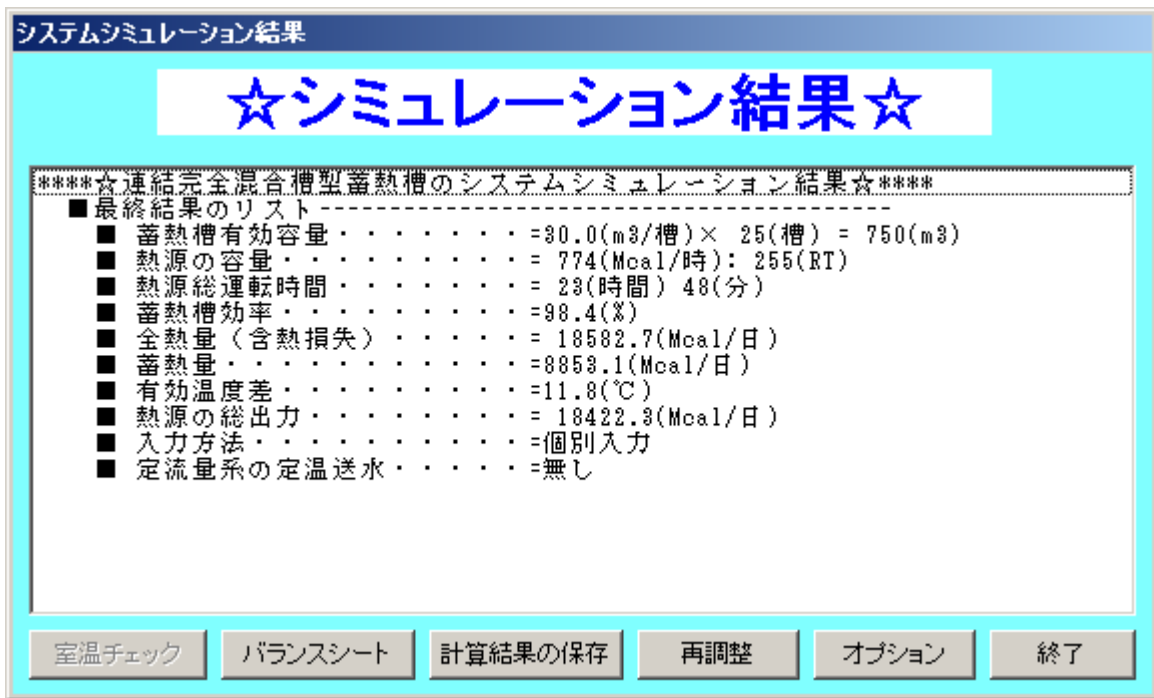 システムシミュレーション結果
☆シミュレーション結果☆
****☆連結完全混合槽型蓄熱槽のシステムシミュレーション結果☆****
■最終結果のリスト-----------------------------------------
■ 蓄熱槽有効容量・・・・・・・=30.0(m3/槽)× 25(槽) = 750(m3)
■ 熱源の容量・・・・・・・・・= 774(Mcal/時): 255(RT)
■ 熱源総運転時間・・・・・・・= 23(時間) 48(分)
■ 蓄熱槽効率・・・・・・・・・=98.4(%)
■ 全熱量(含熱損失)・・・・・= 18582.7(Mcal/日)
■ 蓄熱量・・・・・・・・・・・=8853.1(Mcal/日)
■ 有効温度差・・・・・・・・・=11.8(℃)
■ 熱源の総出力・・・・・・・・= 18422.3(Mcal/日)
■ 入力方法・・・・・・・・・・=個別入力
■ 定流量系の定温送水・・・・・=無し
室温チェック バランスシート 計算結果の保存 再調整 オプション 終了